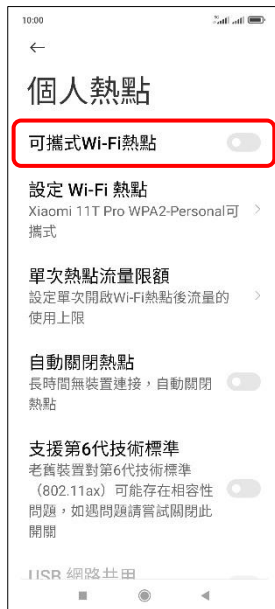 10:00
個人熱點
可攜式Wi-Fi熱點
設定 Wi-Fi 熱點
Xiaomi 11T Pro WPA2-Personal可
攜式
單次熱點流量限額
設定單次開啟Wi-Fi熱點後流量的
使用上限
自動關閉熱點
長時間無裝置連接，自動關閉
熱點
支援第6代技術標準
老舊裝置對第6代技術標準
（802.11ax）可能存在相容性
問題，如遇問題請嘗試關閉此
開關
USB 網路共用